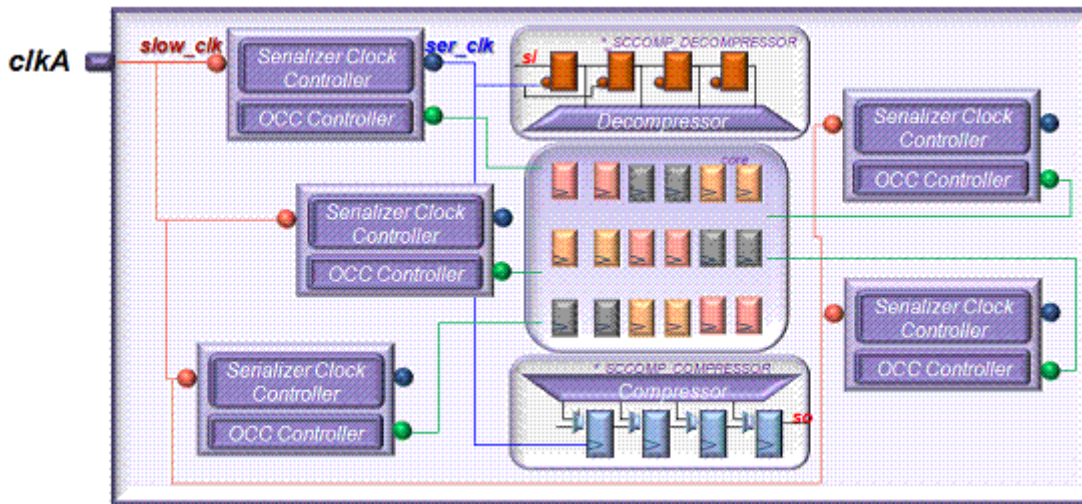 clkA
slow_clk
Serializer Clock
Controller
OCC Controller
ser_clk
*_SCCOMP_DECOMPRESSOR
si
Decompressor
Serializer Clock
Controller
OCC Controller
core
Serializer Clock
Controller
OCC Controller
Serializer Clock
Controller
OCC Controller
Serializer Clock
Controller
OCC Controller
*_SCCOMP_COMPRESSOR
Compressor
so